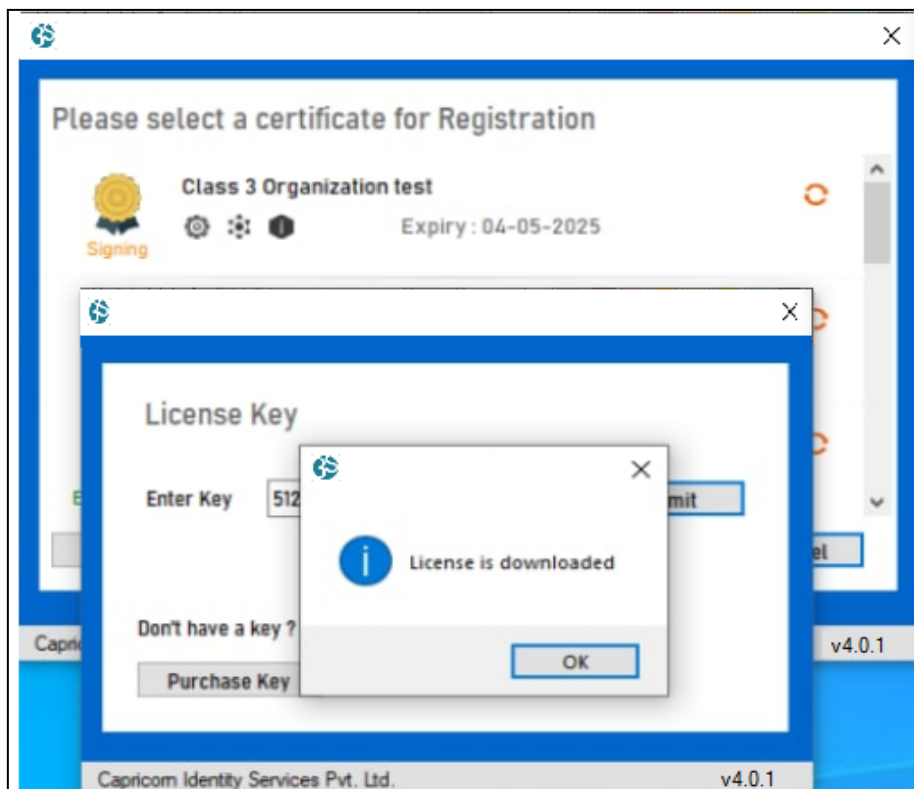 Please select a certificate for Registration
Class 3 Organization test
Expiry : 04-05-2025
Signing
License Key
Enter Key 512
License is downloaded
Don't have a key ?
OK
Purchase Key
v4.0.1
Capricorn Identity Services Pvt. Ltd. v4.0.1